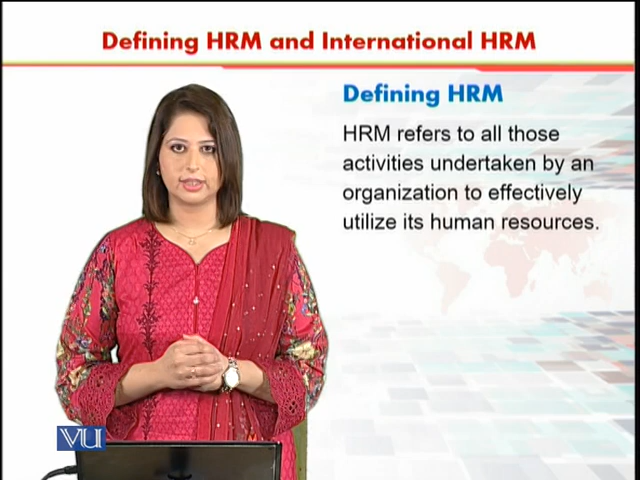 Defining HRM and International HRM
Defining HRM
HRM refers to all those
activities undertaken by an
organization to effectively
utilize its human resources.
VU